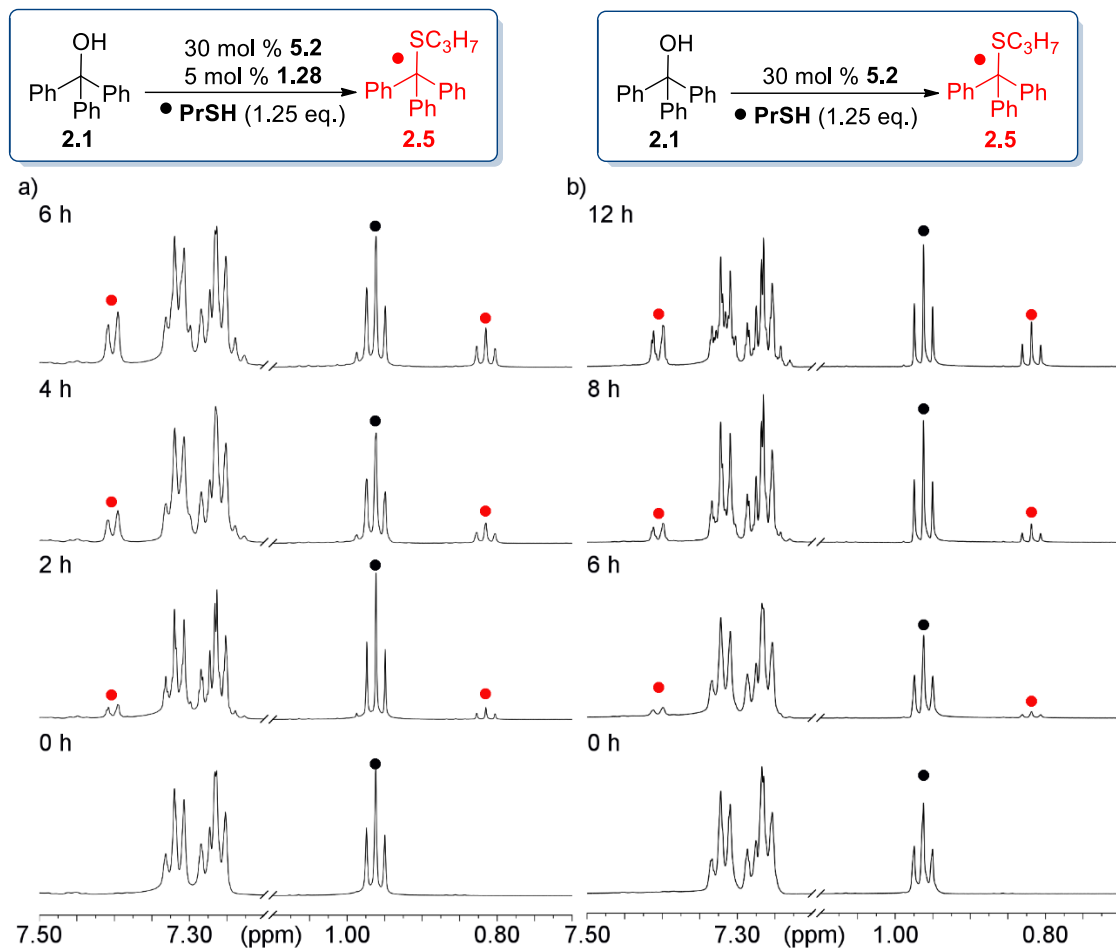 OH
Ph
Ph
Ph
2.1
30 mol % 5.2
5 mol % 1.28
PrSH (1.25 eq.)
SC3H7
Ph
Ph
Ph
2.5
OH
Ph
Ph
Ph
2.1
30 mol % 5.2
PrSH (1.25 eq.)
SC3H7
Ph
Ph
Ph
2.5
a)
6 h
4 h
2 h
0 h
7.50 7.30 (ppm) 1.00 0.80
b)
12 h
8 h
6 h
0 h
7.50 7.30 (ppm) 1.00 0.80